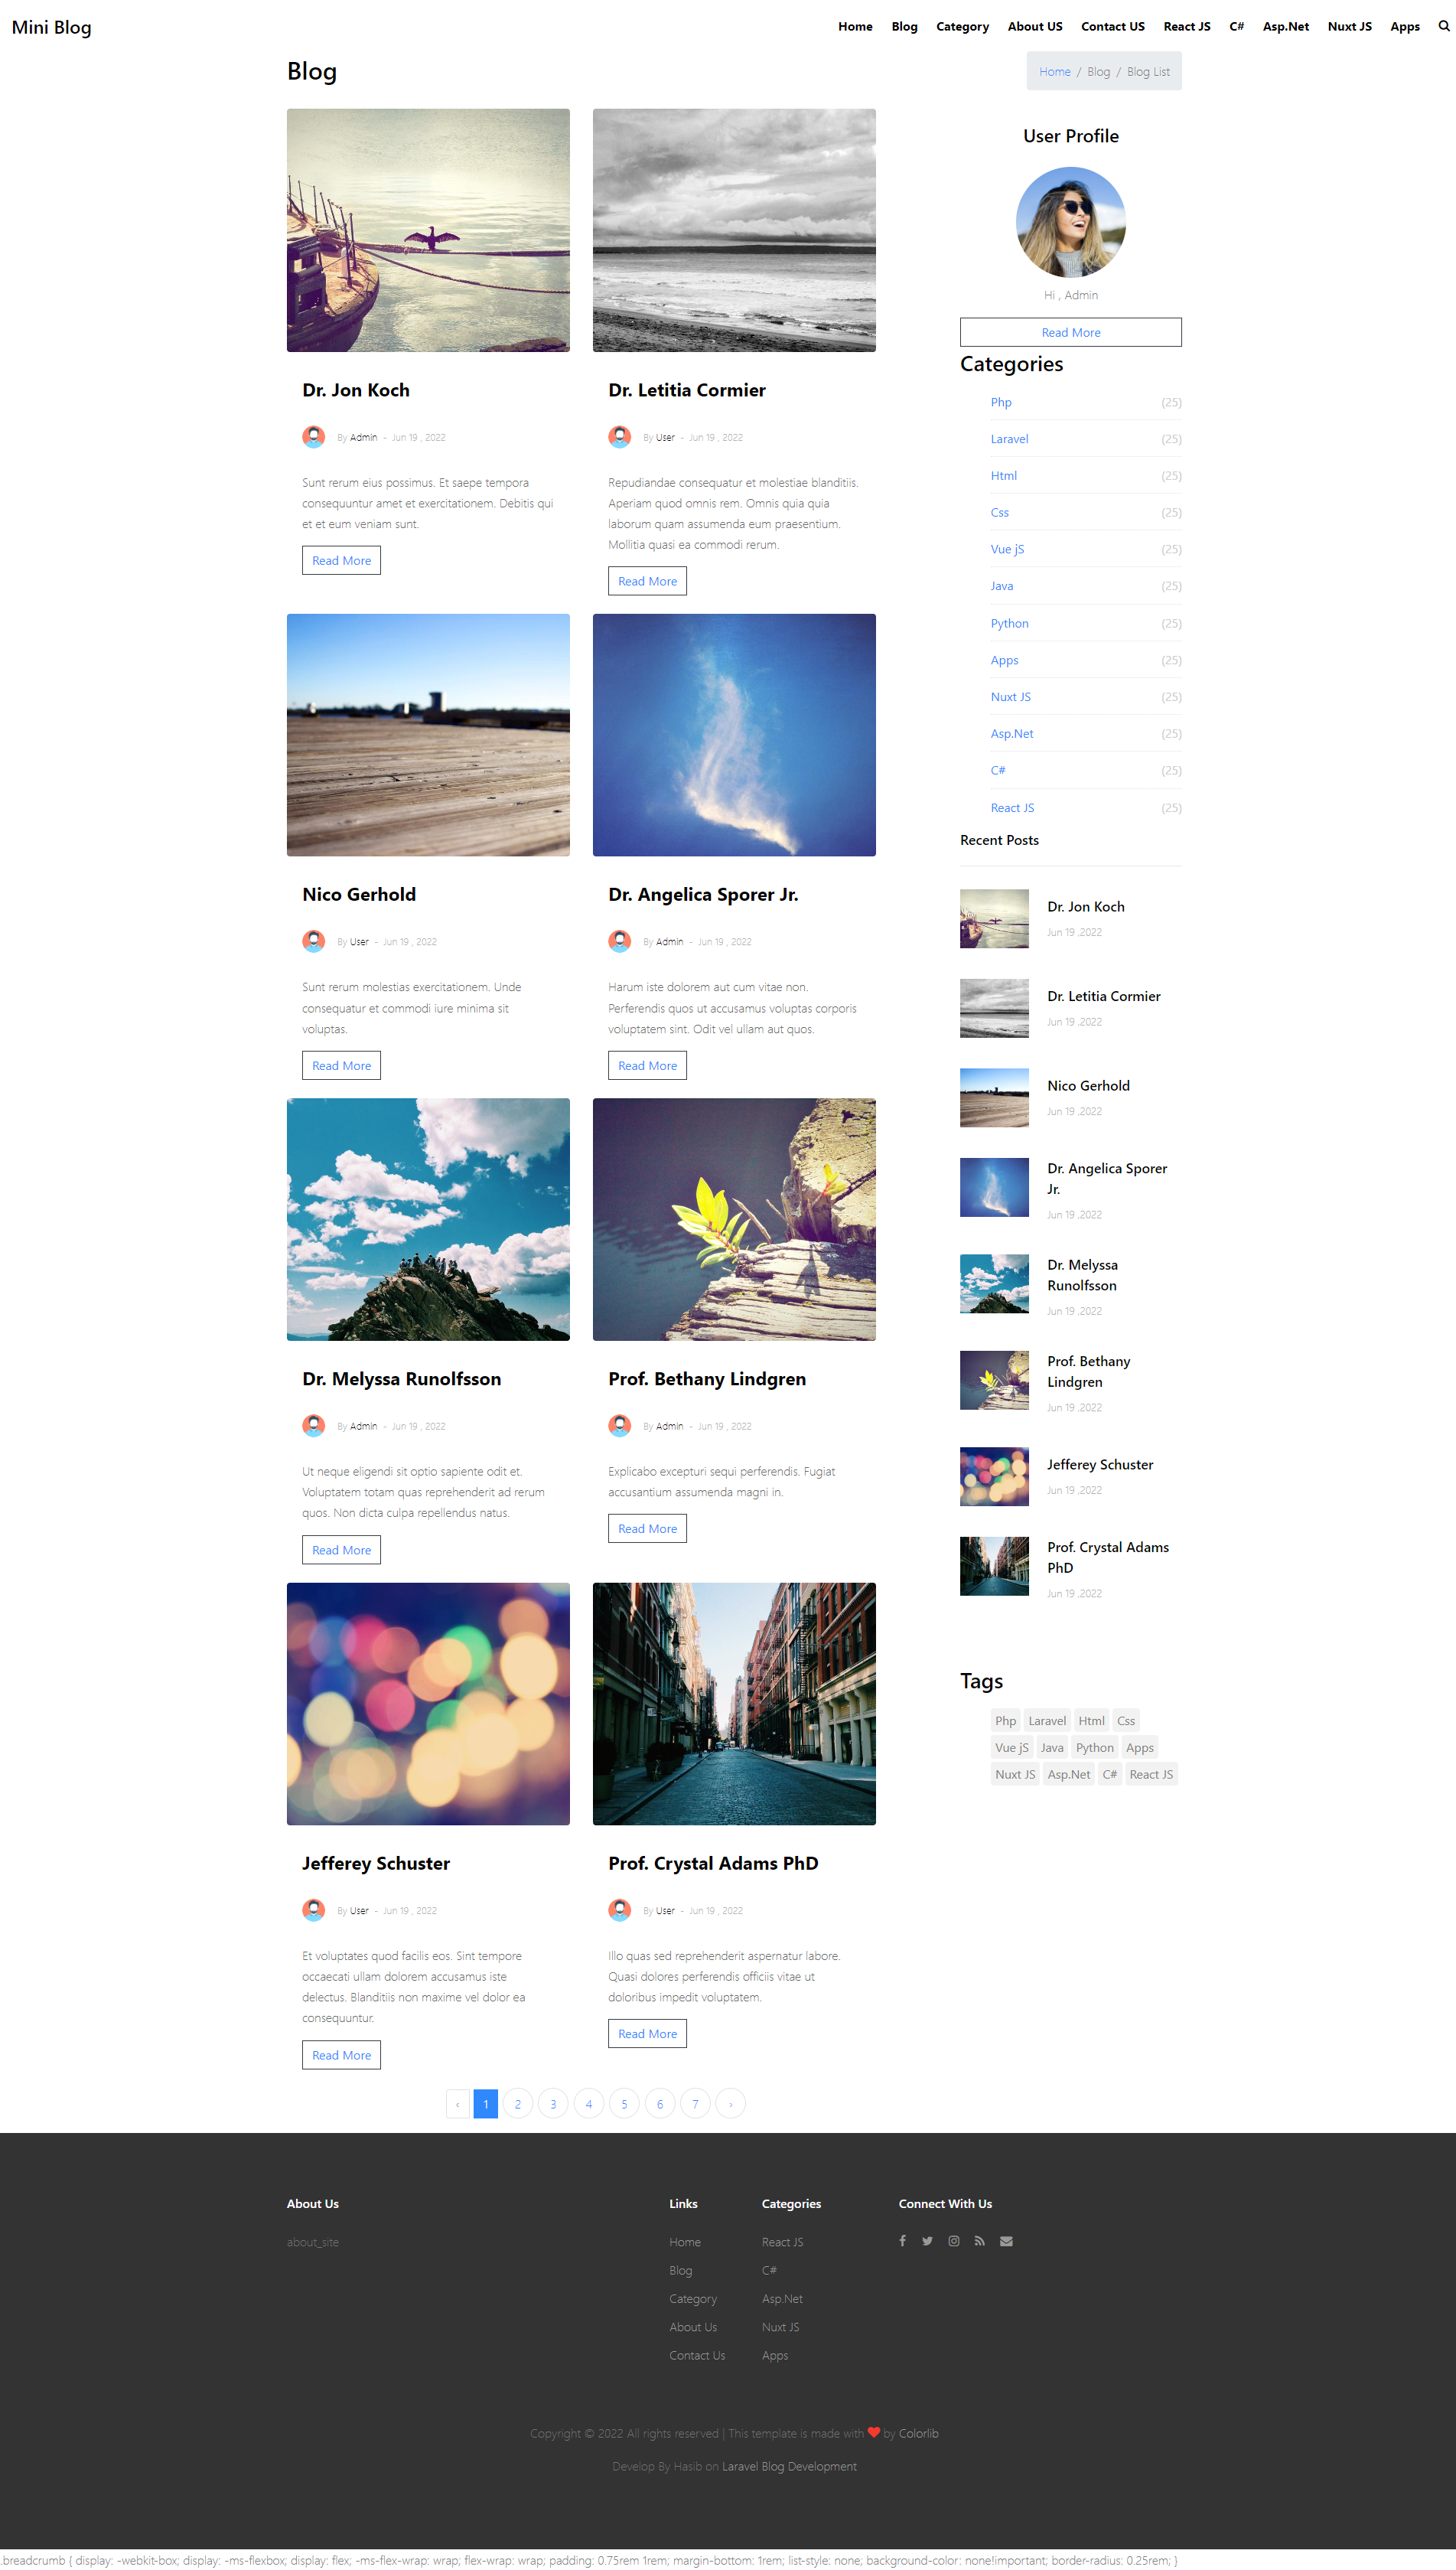 Mini Blog
Home Blog Category About US Contact US React JS C# Asp.Net Nuxt JS Apps
Blog
Home / Blog / Blog List
Dr. Jon Koch
By Admin - Jun 19 , 2022
Sunt rerum eius possimus. Et saepe tempora
consequuntur amet et exercitationem. Debitis qui
et et eum veniam sunt.
Read More
Dr. Letitia Cormier
By User - Jun 19 , 2022
Repudiandae consequatur et molestiae blanditiis.
Aperiam quod omnis rem. Omnis quia quia
laborum quam assumenda eum praesentium.
Mollitia quasi ea commodi rerum.
Read More
Nico Gerhold
By User - Jun 19 , 2022
Sunt rerum molestias exercitationem. Unde
consequatur et commodi iure minima sit
voluptas.
Read More
Dr. Angelica Sporer Jr.
By Admin - Jun 19 , 2022
Harum iste dolorem aut cum vitae non.
Perferendis quos ut accusamus voluptas corporis
voluptatem sint. Odit vel ullam aut quos.
Read More
Dr. Melyssa Runolfsson
By Admin - Jun 19 , 2022
Ut neque eligendi sit optio sapiente odit et.
Voluptatem totam quas reprehenderit ad rerum
quos. Non dicta culpa repellendus natus.
Read More
Prof. Bethany Lindgren
By Admin - Jun 19 , 2022
Explicabo excepturi sequi perferendis. Fugiat
accusantium assumenda magni in.
Read More
Jefferey Schuster
By User - Jun 19 , 2022
Et voluptates quod facilis eos. Sint tempore
occaecati ullam dolorem accusamus iste
delectus. Blanditiis non maxime vel dolor ea
consequuntur.
Read More
Prof. Crystal Adams PhD
By User - Jun 19 , 2022
Illo quas sed reprehenderit aspernatur labore.
Quasi dolores perferendis officiis vitae ut
doloribus impedit voluptatem.
Read More
‹ 1 2 3 4 5 6 7 ›
User Profile
Hi , Admin
Read More
Categories
Php (25)
Laravel (25)
Html (25)
Css (25)
Vue jS (25)
Java (25)
Python (25)
Apps (25)
Nuxt JS (25)
Asp.Net (25)
C# (25)
React JS (25)
Recent Posts
Dr. Jon Koch
Jun 19 ,2022
Dr. Letitia Cormier
Jun 19 ,2022
Nico Gerhold
Jun 19 ,2022
Dr. Angelica Sporer
Jr.
Jun 19 ,2022
Dr. Melyssa
Runolfsson
Jun 19 ,2022
Prof. Bethany
Lindgren
Jun 19 ,2022
Jefferey Schuster
Jun 19 ,2022
Prof. Crystal Adams
PhD
Jun 19 ,2022
Tags
Php Laravel Html Css
Vue jS Java Python Apps
Nuxt JS Asp.Net C# React JS
About Us
about_site
Links
Home
Blog
Category
About Us
Contact Us
Categories
React JS
C#
Asp.Net
Nuxt JS
Apps
Connect With Us
Copyright © 2022 All rights reserved | This template is made with ♥ by Colorlib
Develop By Hasib on Laravel Blog Development
.breadcrumb { display: -webkit-box; display: -ms-flexbox; display: flex; -ms-flex-wrap: wrap; flex-wrap: wrap; padding: 0.75rem 1rem; margin-bottom: 1rem; list-style: none; background-color: none!important; border-radius: 0.25rem; }